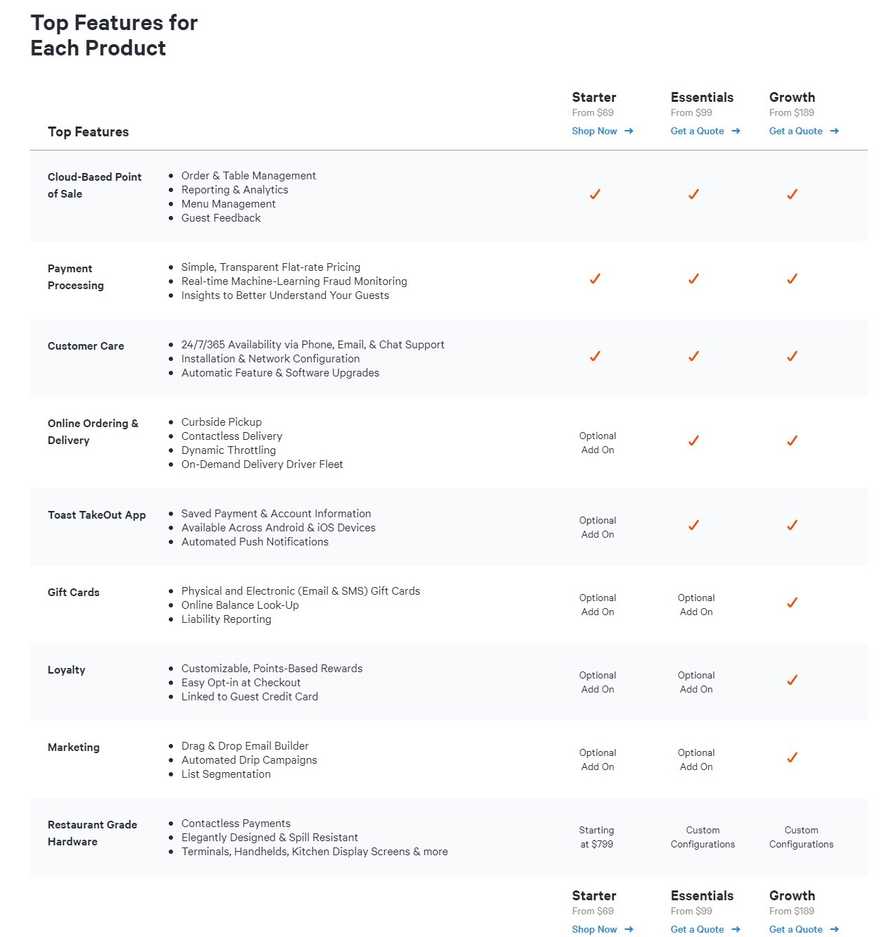 Top Features for
Each Product
Starter
Essentials
Growth
From $69
From $99
From $189
Shop Now →
Get a Quote →
Get a Quote →
Top Features
Cloud-Based Point
of Sale
• Order & Table Management
• Reporting & Analytics
• Menu Management
• Guest Feedback
✓
✓
✓
Payment
Processing
• Simple, Transparent Flat-rate Pricing
• Real-time Machine-Learning Fraud Monitoring
• Insights to Better Understand Your Guests
✓
✓
✓
Customer Care
• 24/7/365 Availability via Phone, Email, & Chat Support
• Installation & Network Configuration
• Automatic Feature & Software Upgrades
✓
✓
✓
Online Ordering &
Delivery
• Curbside Pickup
• Contactless Delivery
• Dynamic Throttling
• On-Demand Delivery Driver Fleet
Optional
Add On
✓
✓
Toast TakeOut App
• Saved Payment & Account Information
• Available Across Android & iOS Devices
• Automated Push Notifications
Optional
Add On
✓
✓
Gift Cards
• Physical and Electronic (Email & SMS) Gift Cards
• Online Balance Look-Up
• Liability Reporting
Optional
Add On
Optional
Add On
✓
Loyalty
• Customizable, Points-Based Rewards
• Easy Opt-in at Checkout
• Linked to Guest Credit Card
Optional
Add On
Optional
Add On
✓
Marketing
• Drag & Drop Email Builder
• Automated Drip Campaigns
• List Segmentation
Optional
Add On
Optional
Add On
✓
Restaurant Grade
Hardware
• Contactless Payments
• Elegantly Designed & Spill Resistant
• Terminals, Handhelds, Kitchen Display Screens & more
Starting
at $799
Custom
Configurations
Custom
Configurations
Starter
Essentials
Growth
From $69
From $99
From $189
Shop Now →
Get a Quote →
Get a Quote →